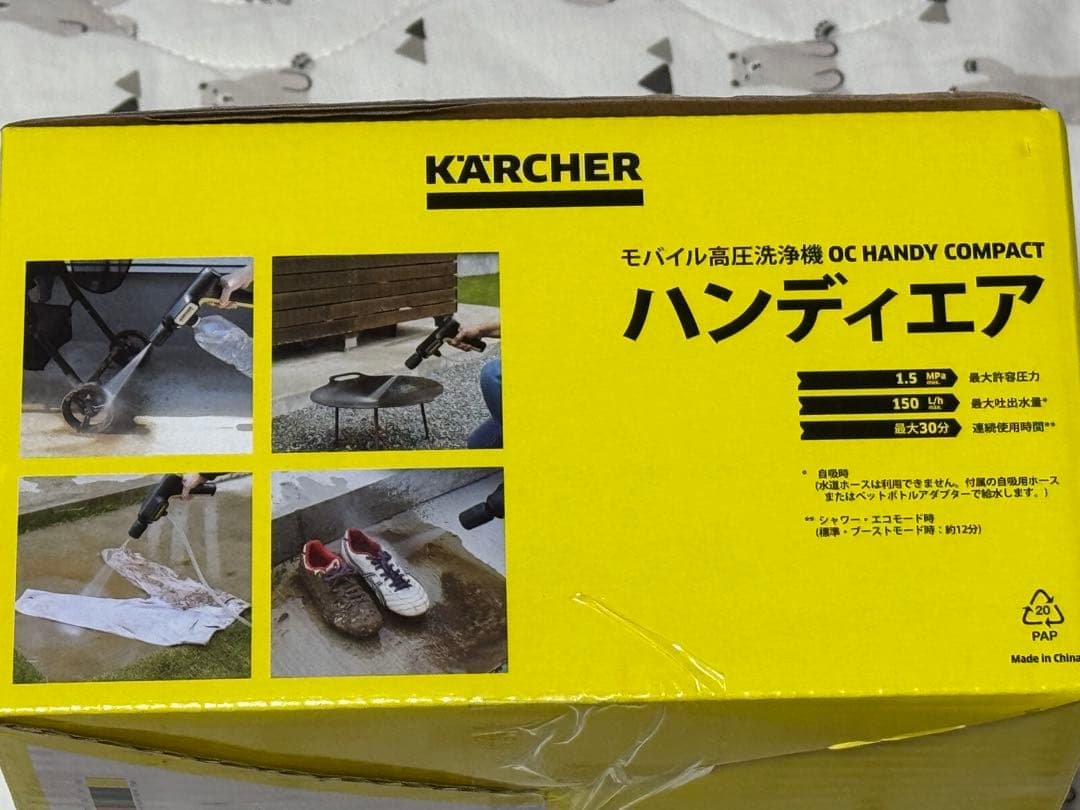 KÄRCHER
モバイル高圧洗浄機 OC HANDY COMPACT
ハンディエア
1.5 MPa max. 最大許容圧力
150 L/h max. 最大吐出水量*
最大30分 連続使用時間**
* 自吸時
(水道ホースは利用できません。付属の自吸用ホース
またはペットボトルアダプターで給水します。)
** シャワー・エコモード時
(標準・ブーストモード時：約12分)
20
PAP
Made in China